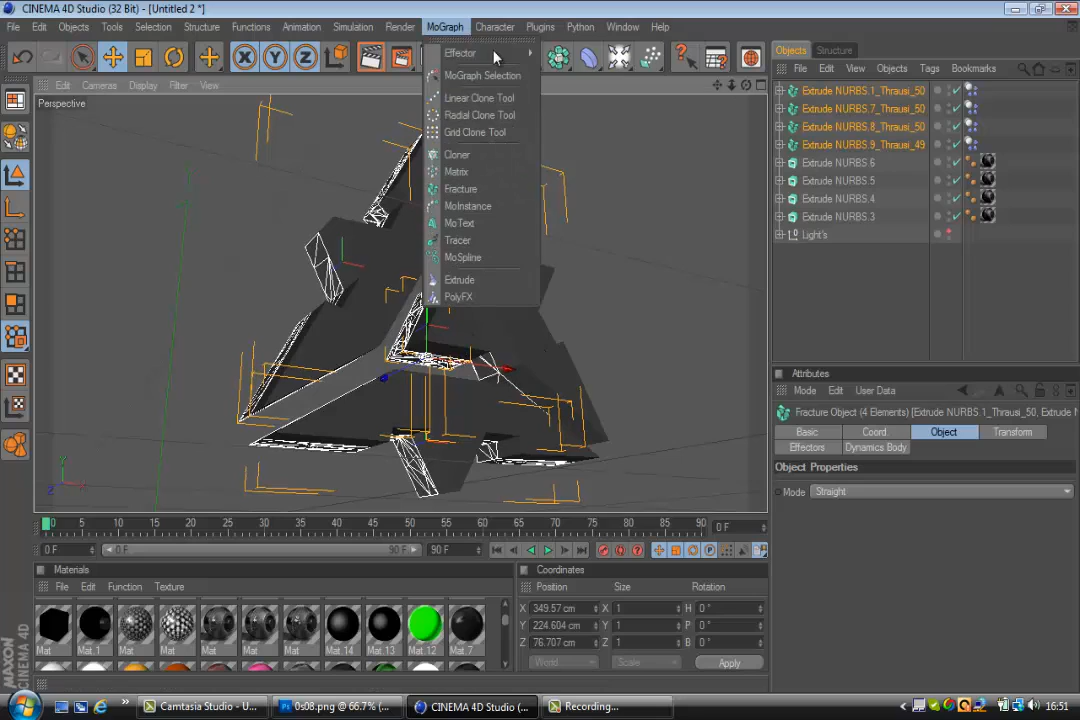 CINEMA 4D Studio (32 Bit) - [Untitled 2 *]
File Edit Objects Tools Selection Structure Functions Animation Simulation Render MoGraph Character Plugins Python Window Help
Edit Cameras Display Filter View
Perspective
Effector
MoGraph Selection
Linear Clone Tool
Radial Clone Tool
Grid Clone Tool
Cloner
Matrix
Fracture
MoInstance
MoText
Tracer
MoSpline
Extrude
PolyFX
Objects Structure
File Edit View Objects Tags Bookmarks
Extrude NURBS.1_Thrausi_50
Extrude NURBS.7_Thrausi_50
Extrude NURBS.8_Thrausi_50
Extrude NURBS.9_Thrausi_49
Extrude NURBS.6
Extrude NURBS.5
Extrude NURBS.4
Extrude NURBS.3
Light's
Attributes
Mode Edit User Data
Fracture Object (4 Elements) [Extrude NURBS.1_Thrausi_50, Extrude N
Basic Coord Object Transform
Effectors Dynamics Body
Object Properties
Mode Straight
X Y Z
Y
X
Z
0 5 10 15 20 25 30 35 40 45 50 55 60 65 70 75 80 85 90 0 F
0 F 0 F 90 F 90 F
Materials
File Edit Function Texture
Mat Mat.1 Mat Mat Mat Mat Mat Mat.14 Mat.13 Mat.12 Mat.7
Coordinates
Position Size Rotation
X 349.57 cm X 1 H 0 °
Y 224.604 cm Y 1 P 0 °
Z 76.707 cm Z 1 B 0 °
World Scale Apply
MAXON
CINEMA 4D
Camtasia Studio - U...
0s08.png @ 66.7% (...
CINEMA 4D Studio (...
Recording...
16:51